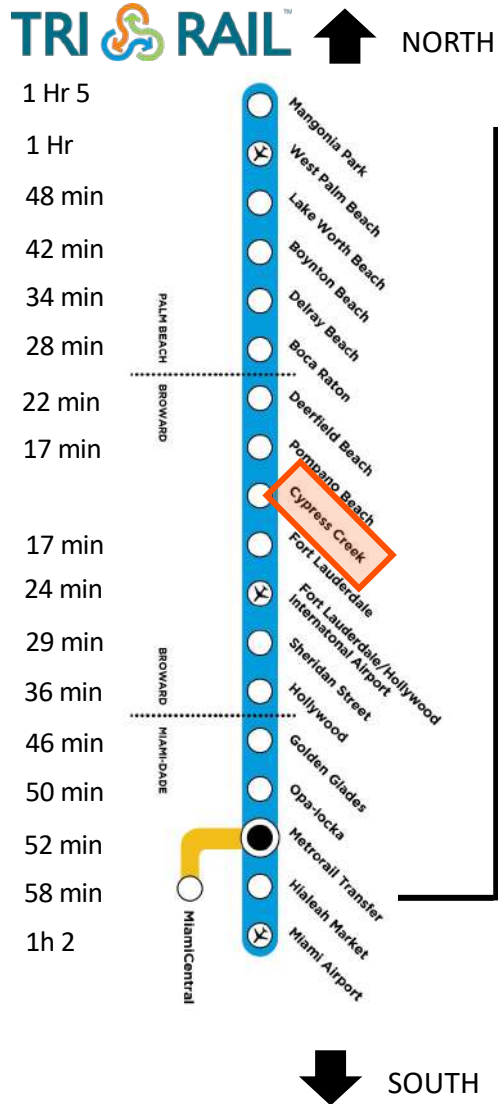 TRI RAIL™
NORTH
1 Hr 5
Mangonia Park
1 Hr
West Palm Beach
48 min
Lake Worth Beach
42 min
Boynton Beach
34 min
Delray Beach
PALM BEACH
28 min
Boca Raton
BROWARD
22 min
Deerfield Beach
17 min
Pompano Beach
Cypress Creek
17 min
Fort Lauderdale
24 min
Fort Lauderdale/Hollywood
Internatonal Airport
29 min
Sheridan Street
BROWARD
36 min
Hollywood
MIAMI-DADE
46 min
Golden Glades
50 min
Opa-locka
52 min
Metrorail Transfer
58 min
Hialeah Market
MiamiCentral
1h 2
Miami Airport
SOUTH